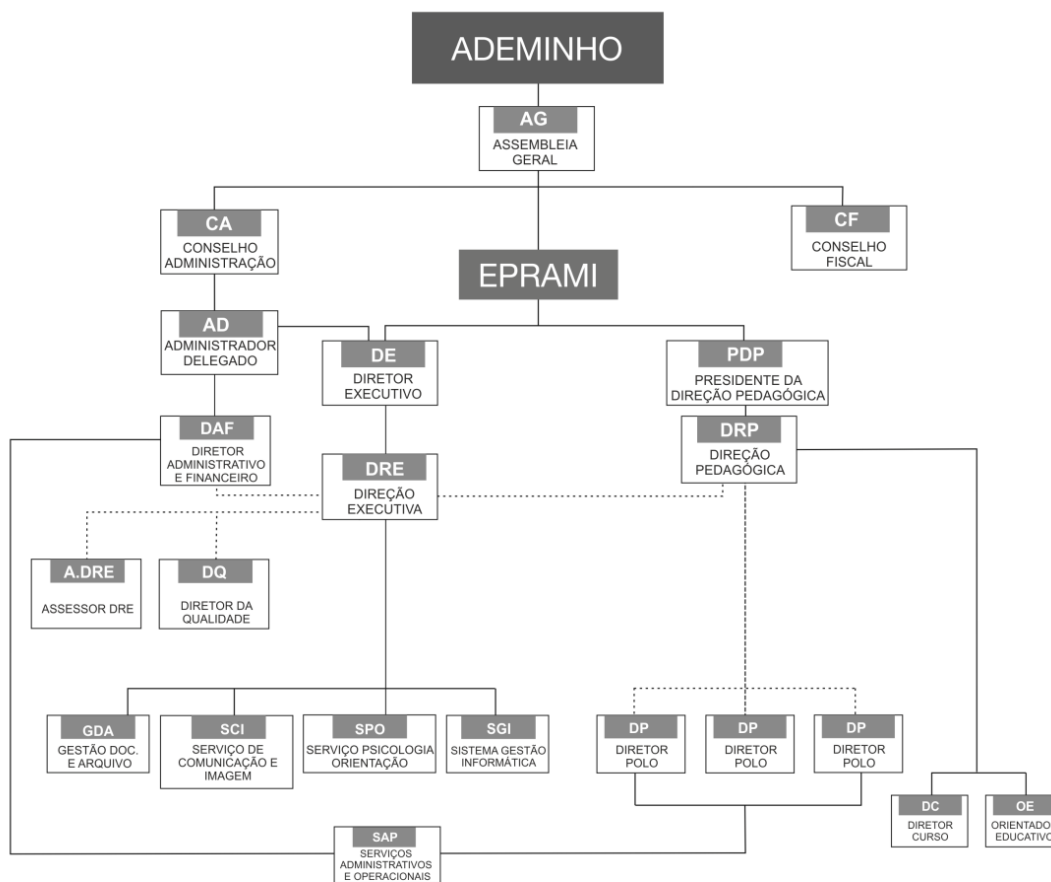 ADEMINHO
AG
ASSEMBLEIA
GERAL
CA
CONSELHO
ADMINISTRAÇÃO
CF
CONSELHO
FISCAL
EPRAMI
AD
ADMINISTRADOR
DELEGADO
DE
DIRETOR
EXECUTIVO
PDP
PRESIDENTE DA
DIREÇÃO PEDAGÓGICA
DAF
DIRETOR
ADMINISTRATIVO
E FINANCEIRO
DRP
DIREÇÃO
PEDAGÓGICA
DRE
DIREÇÃO
EXECUTIVA
A.DRE
ASSESSOR DRE
DQ
DIRETOR DA
QUALIDADE
GDA
GESTÃO DOC.
E ARQUIVO
SCI
SERVIÇO DE
COMUNICAÇÃO E
IMAGEM
SPO
SERVIÇO PSICOLOGIA
ORIENTAÇÃO
SGI
SISTEMA GESTÃO
INFORMÁTICA
DP
DIRETOR
POLO
DP
DIRETOR
POLO
DP
DIRETOR
POLO
DC
DIRETOR
CURSO
OE
ORIENTADO
EDUCATIVO
SAP
SERVIÇOS
ADMINISTRATIVOS
E OPERACIONAIS